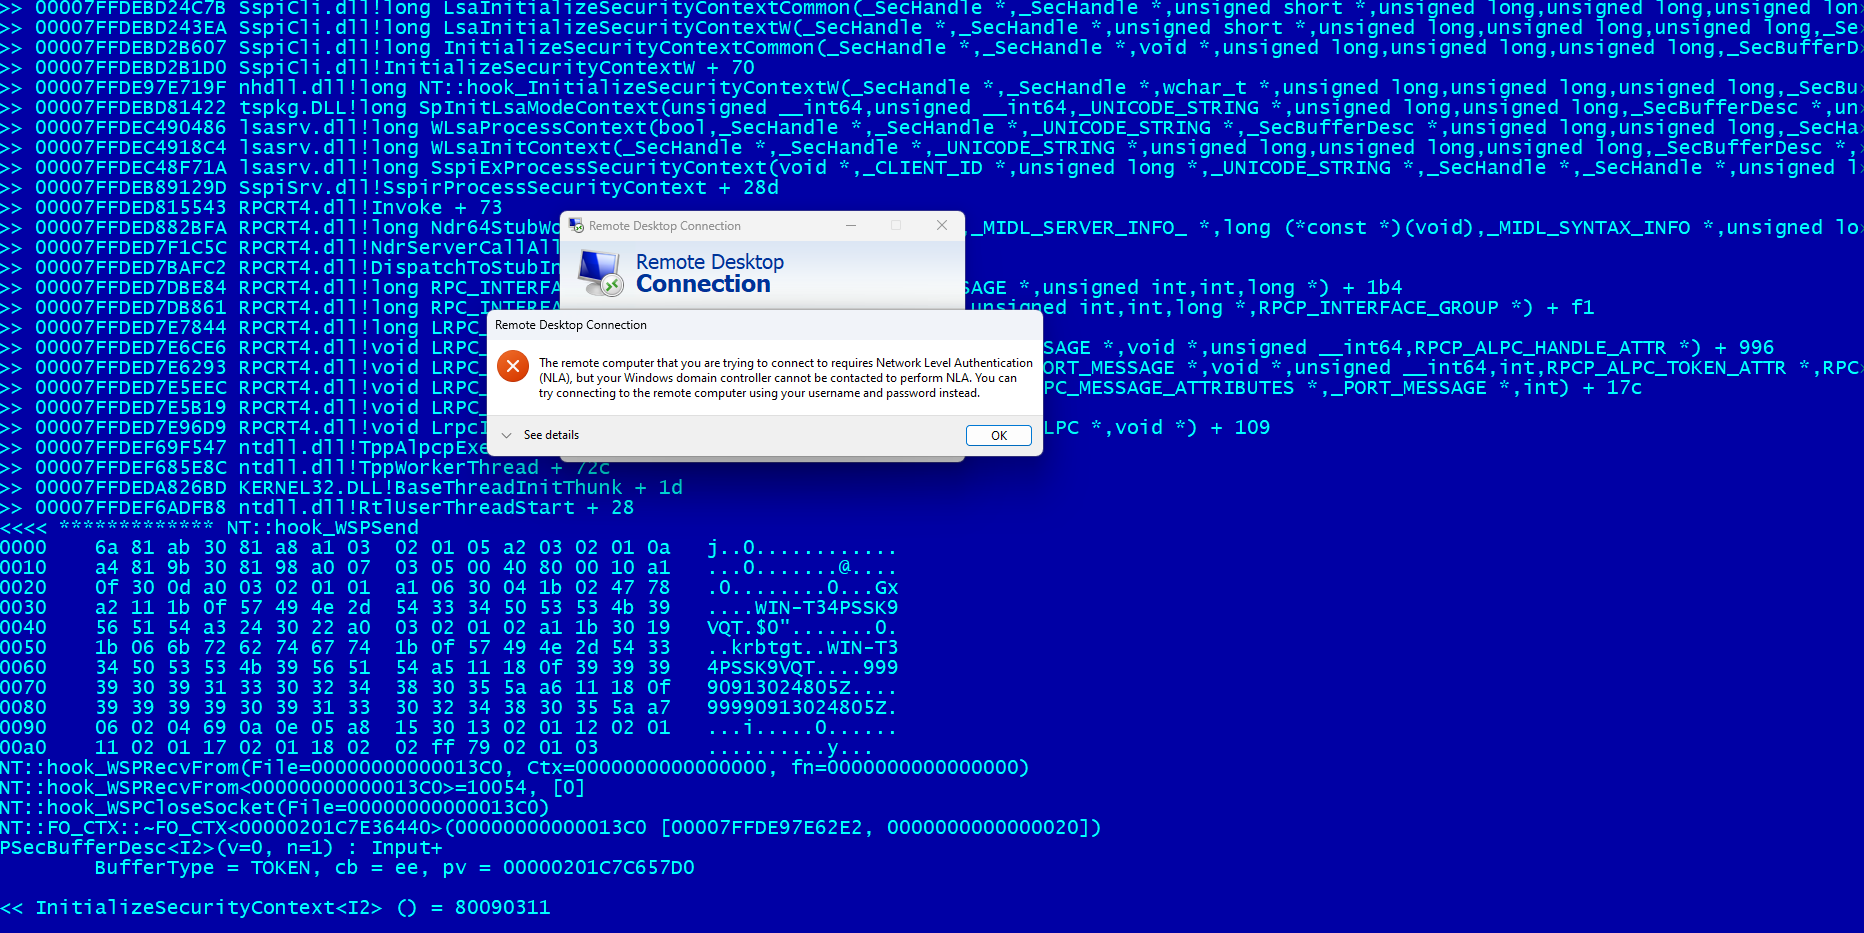 >> 00007FFDEBD24C7B SspiCli.dll!long LsaInitializeSecurityContextCommon(_SecHandle *,_SecHandle *,unsigned short *,unsigned long,unsigned long,unsigned long,
>> 00007FFDEBD243EA SspiCli.dll!long LsaInitializeSecurityContextW(_SecHandle *,_SecHandle *,unsigned short *,unsigned long,unsigned long,unsigned long,_Se
>> 00007FFDEBD2B607 SspiCli.dll!long InitializeSecurityContextCommon(_SecHandle *,_SecHandle *,void *,unsigned long,unsigned long,unsigned long,_SecBufferD
>> 00007FFDEBD2B1D0 SspiCli.dll!InitializeSecurityContextW + 70
>> 00007FFDE97E719F nhdll.dll!long NT::hook_InitializeSecurityContextW(_SecHandle *,_SecHandle *,wchar_t *,unsigned long,unsigned long,unsigned long,_SecBu
>> 00007FFDEBD81422 tspkg.DLL!long SpInitLsaModeContext(unsigned __int64,unsigned __int64,_UNICODE_STRING *,unsigned long,unsigned long,_SecBufferDesc *,un
>> 00007FFDEC490486 lsasrv.dll!long WLsaProcessContext(bool,_SecHandle *,_SecHandle *,_UNICODE_STRING *,_SecBufferDesc *,unsigned long,unsigned long,_SecHa
>> 00007FFDEC4918C4 lsasrv.dll!long WLsaInitContext(_SecHandle *,_SecHandle *,_UNICODE_STRING *,unsigned long,unsigned long,unsigned long,_SecBufferDesc *,
>> 00007FFDEC48F71A lsasrv.dll!long SspiExProcessSecurityContext(void *,_CLIENT_ID *,unsigned long *,_UNICODE_STRING *,_SecHandle *,_SecHandle *,unsigned l
>> 00007FFDEB89129D SspiSrv.dll!SspirProcessSecurityContext + 28d
>> 00007FFDED815543 RPCRT4.dll!Invoke + 73
>> 00007FFDED882BFA RPCRT4.dll!long Ndr64StubWo ,_MIDL_SERVER_INFO_ *,long (*const *)(void),_MIDL_SYNTAX_INFO *,unsigned lo
>> 00007FFDED7F1C5C RPCRT4.dll!NdrServerCallAll
>> 00007FFDED7BAFC2 RPCRT4.dll!DispatchToStubIn
>> 00007FFDED7DBE84 RPCRT4.dll!long RPC_INTERFA SAGE *,unsigned int,int,long *) + 1b4
>> 00007FFDED7DB861 RPCRT4.dll!long RPC_INTERFA unsigned int,int,long *,RPCP_INTERFACE_GROUP *) + f1
>> 00007FFDED7E7844 RPCRT4.dll!long LRPC_
>> 00007FFDED7E6CE6 RPCRT4.dll!void LRPC_ SAGE *,void *,unsigned __int64,RPCP_ALPC_HANDLE_ATTR *) + 996
>> 00007FFDED7E6293 RPCRT4.dll!void LRPC_ PORT_MESSAGE *,void *,unsigned __int64,int,RPCP_ALPC_TOKEN_ATTR *,RPC
>> 00007FFDED7E5EEC RPCRT4.dll!void LRPC_ PC_MESSAGE_ATTRIBUTES *,_PORT_MESSAGE *,int) + 17c
>> 00007FFDED7E5B19 RPCRT4.dll!void LRPC_
>> 00007FFDED7E96D9 RPCRT4.dll!void LrpcI LPC *,void *) + 109
>> 00007FFDEF69F547 ntdll.dll!TppAlpcpExe
>> 00007FFDEF685E8C ntdll.dll!TppWorkerThread + 72c
>> 00007FFDEDA826BD KERNEL32.DLL!BaseThreadInitThunk + 1d
>> 00007FFDEF6ADFB8 ntdll.dll!RtlUserThreadStart + 28
<<<< ************* NT::hook_WSPSend
0000 6a 81 ab 30 81 a8 a1 03 02 01 05 a2 03 02 01 0a j..0............
0010 a4 81 9b 30 81 98 a0 07 03 05 00 40 80 00 10 a1 ...0.......@....
0020 0f 30 0d a0 03 02 01 01 a1 06 30 04 1b 02 47 78 .0........0...Gx
0030 a2 11 1b 0f 57 49 4e 2d 54 33 34 50 53 53 4b 39 ....WIN-T34PSSK9
0040 56 51 54 a3 24 30 22 a0 03 02 01 02 a1 1b 30 19 VQT.$0".......0.
0050 1b 06 6b 72 62 74 67 74 1b 0f 57 49 4e 2d 54 33 ..krbtgt..WIN-T3
0060 34 50 53 53 4b 39 56 51 54 a5 11 18 0f 39 39 39 4PSSK9VQT....999
0070 39 30 39 31 33 30 32 34 38 30 35 5a a6 11 18 0f 90913024805Z....
0080 39 39 39 39 30 39 31 33 30 32 34 38 30 35 5a a7 99990913024805Z.
0090 06 02 04 69 0a 0e 05 a8 15 30 13 02 01 12 02 01 ...i.....0......
00a0 11 02 01 17 02 01 18 02 02 ff 79 02 01 03 ..........y...
NT::hook_WSPRecvFrom(File=00000000000013C0, Ctx=0000000000000000, fn=0000000000000000)
NT::hook_WSPRecvFrom<00000000000013C0>=10054, [0]
NT::hook_WSPCloseSocket(File=00000000000013C0)
NT::FO_CTX::~FO_CTX<00000201C7E36440>(00000000000013C0 [00007FFDE97E62E2, 0000000000000020])
PSecBufferDesc<I2>(v=0, n=1) : Input+
BufferType = TOKEN, cb = ee, pv = 00000201C7C657D0
<< InitializeSecurityContext<I2> () = 80090311
Remote Desktop Connection
Remote Desktop
Connection
Remote Desktop Connection
The remote computer that you are trying to connect to requires Network Level Authentication
(NLA), but your Windows domain controller cannot be contacted to perform NLA. You can
try connecting to the remote computer using your username and password instead.
See details
OK